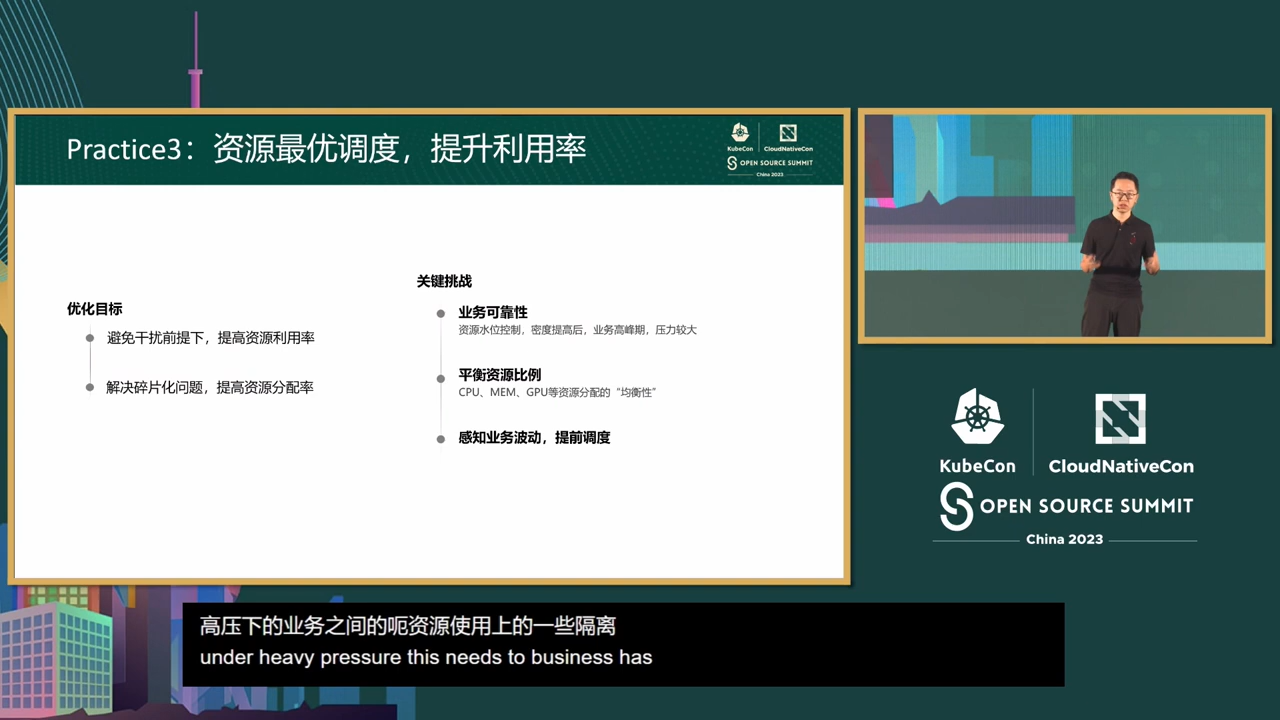 Practice3：资源最优调度，提升利用率
KubeCon
CloudNativeCon
OPEN SOURCE SUMMIT
China 2023
优化目标
避免干扰前提下，提高资源利用率
解决碎片化问题，提高资源分配率
关键挑战
业务可靠性
资源水位控制，密度提高后，业务高峰期，压力较大
平衡资源比例
CPU、MEM、GPU等资源分配的“均衡性”
感知业务波动，提前调度
KubeCon
CloudNativeCon
OPEN SOURCE SUMMIT
China 2023
高压下的业务之间的呃资源使用上的一些隔离
under heavy pressure this needs to business has